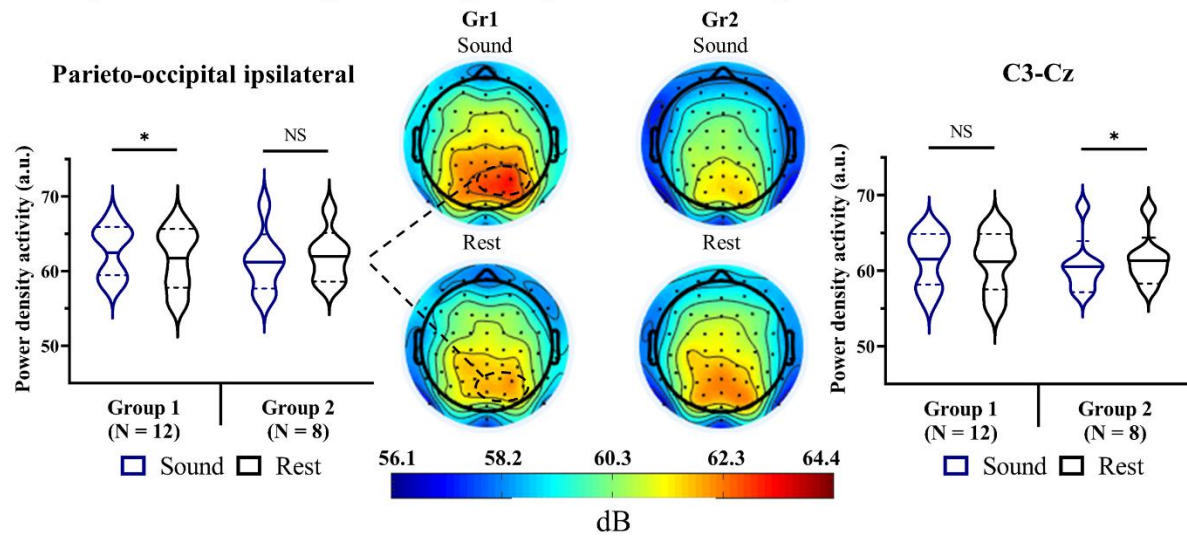 Parieto-occipital ipsilateral
*
NS
Power density activity (a.u.)
70
60
50
Group 1
(N = 12)
Group 2
(N = 8)
Sound
Rest
Gr1
Sound
Gr2
Sound
Rest
Rest
56.1
58.2
60.3
62.3
64.4
dB
C3-Cz
NS
*
Power density activity (a.u.)
70
60
50
Group 1
(N = 12)
Group 2
(N = 8)
Sound
Rest